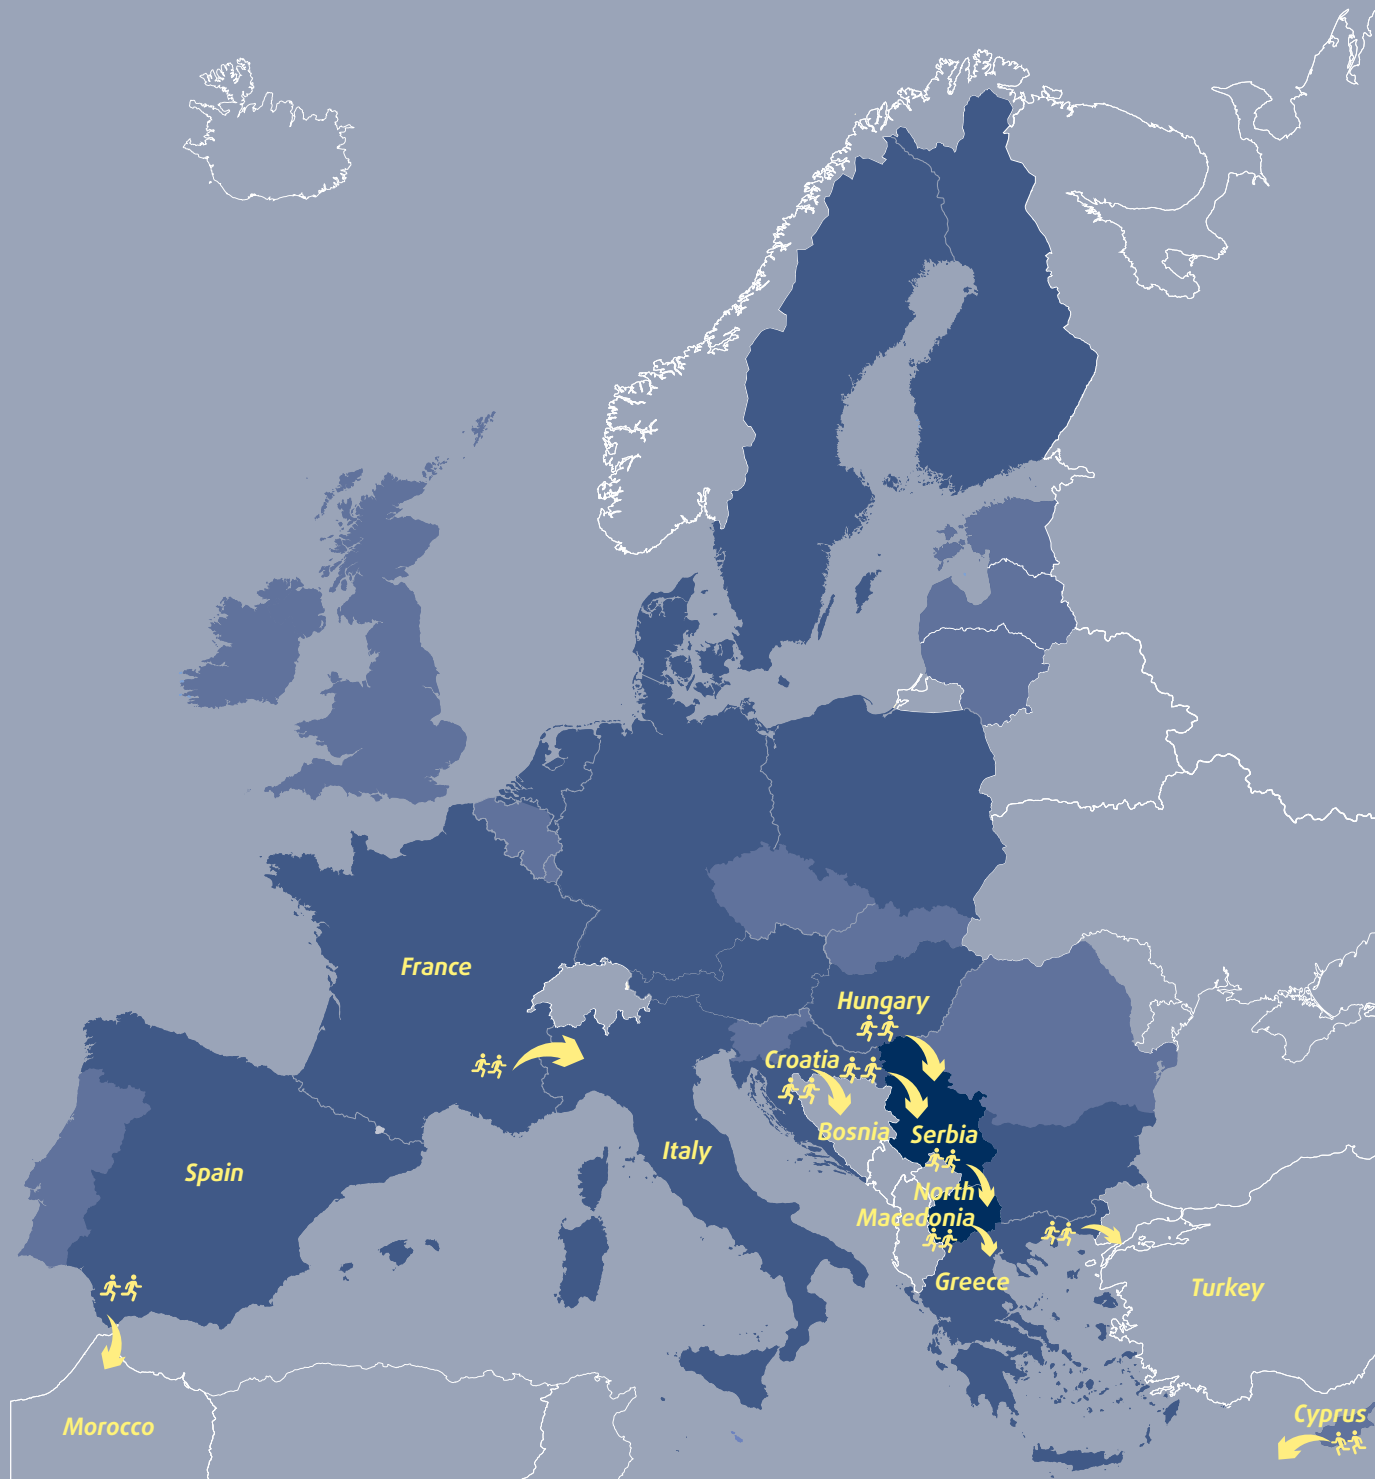 France
Hungary
Croatia
Bosnia
Serbia
Italy
Spain
North
Macedonia
Greece
Turkey
Morocco
Cyprus